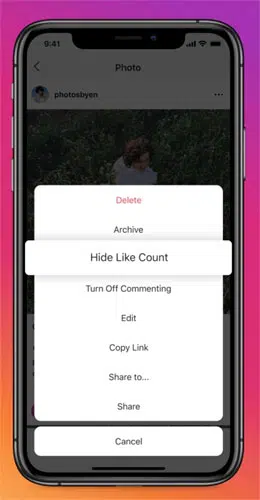 9:41
Photo
photosbyen
Delete
Archive
Hide Like Count
Turn Off Commenting
Edit
Copy Link
Share to...
Share
Cancel